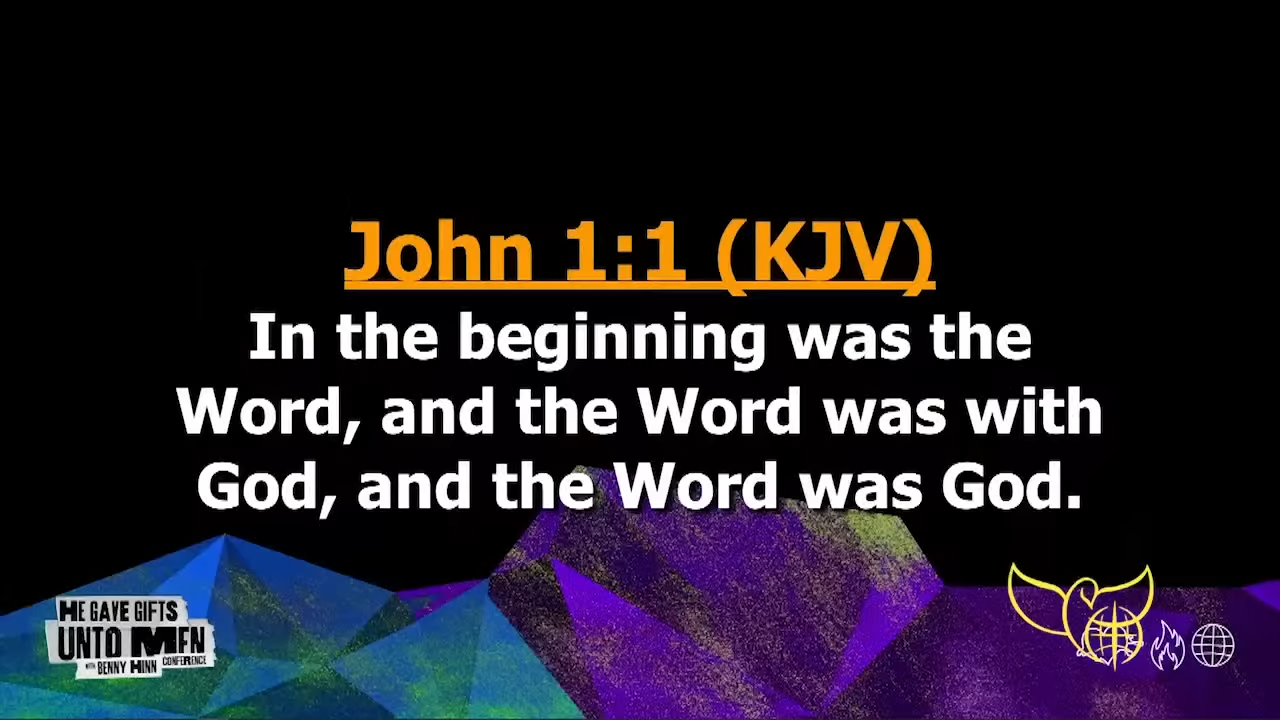 John 1:1 (KJV)
In the beginning was the
Word, and the Word was with
God, and the Word was God.
HE GAVE GIFTS
UNTO MEN
WITH BENNY HINN CONFERENCE